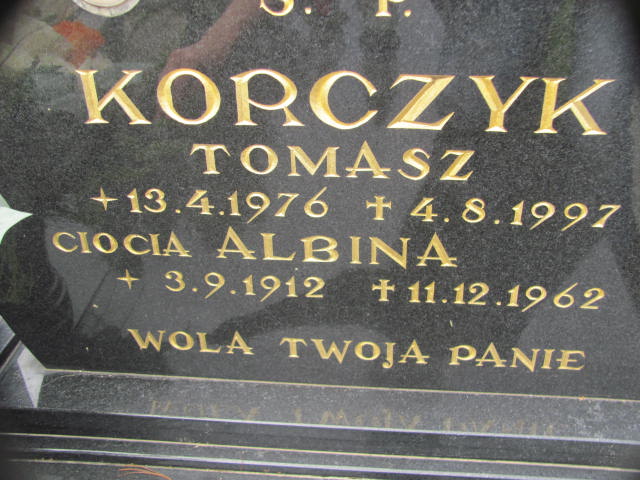 Ś. P.
KORCZYK
TOMASZ
+13.4.1976 ✝ 4.8.1997
CIOCIA ALBINA
+ 3.9.1912 ✝ 11.12.1962
WOLA TWOJA PANIE